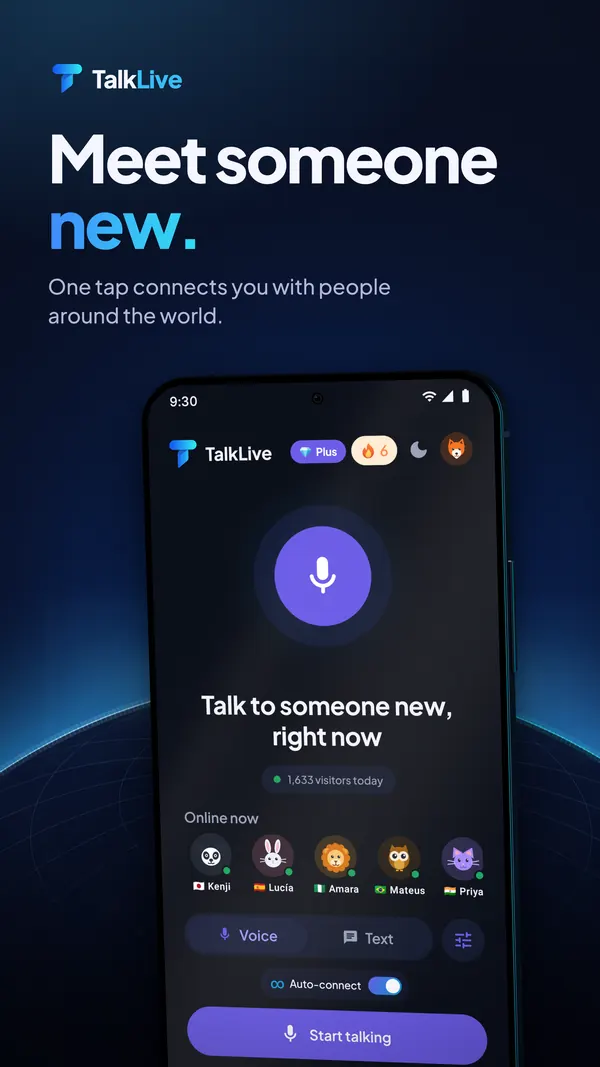 TalkLive
Meet someone
new.
One tap connects you with people
around the world.
9:30
TalkLive
Plus
6
Talk to someone new,
right now
1,633 visitors today
Online now
Kenji
Lucía
Amara
Mateus
Priya
Voice
Text
Auto-connect
Start talking